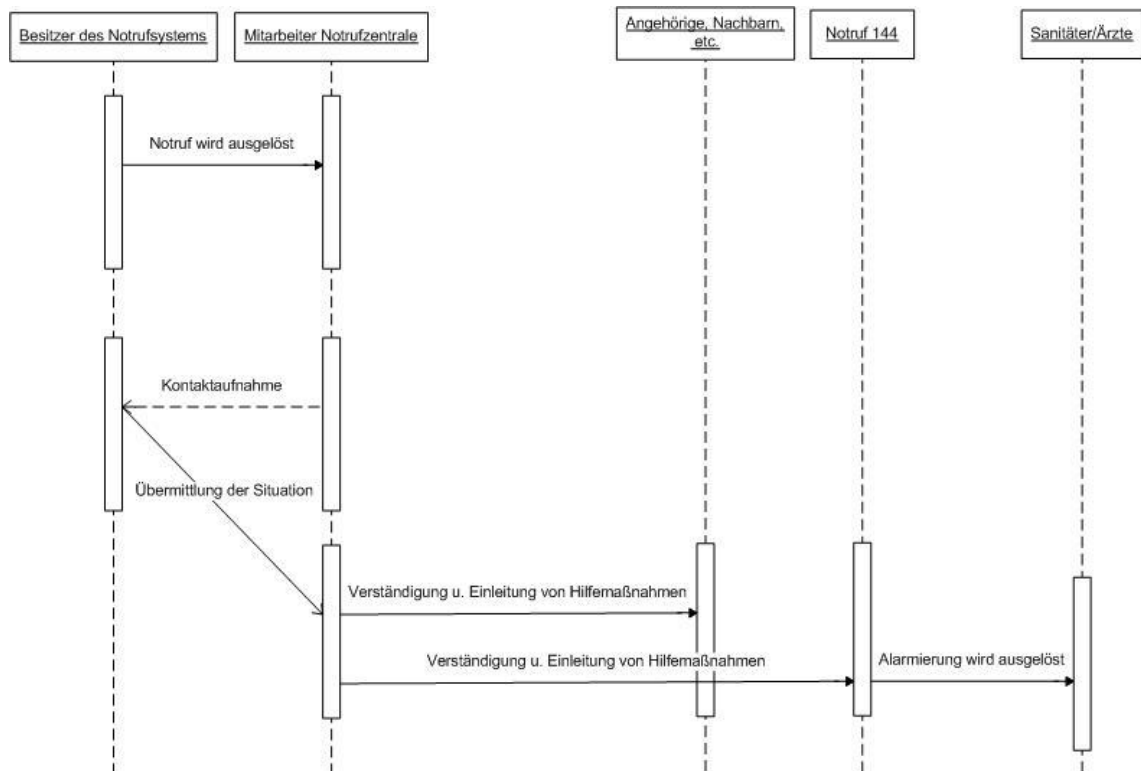 Besitzer des Notrufsystems
Mitarbeiter Notrufzentrale
Angehörige, Nachbarn,
etc.
Notruf 144
Sanitäter/Ärzte
Notruf wird ausgelöst
Kontaktaufnahme
Übermittlung der Situation
Verständigung u. Einleitung von Hilfemaßnahmen
Verständigung u. Einleitung von Hilfemaßnahmen
Alarmierung wird ausgelöst